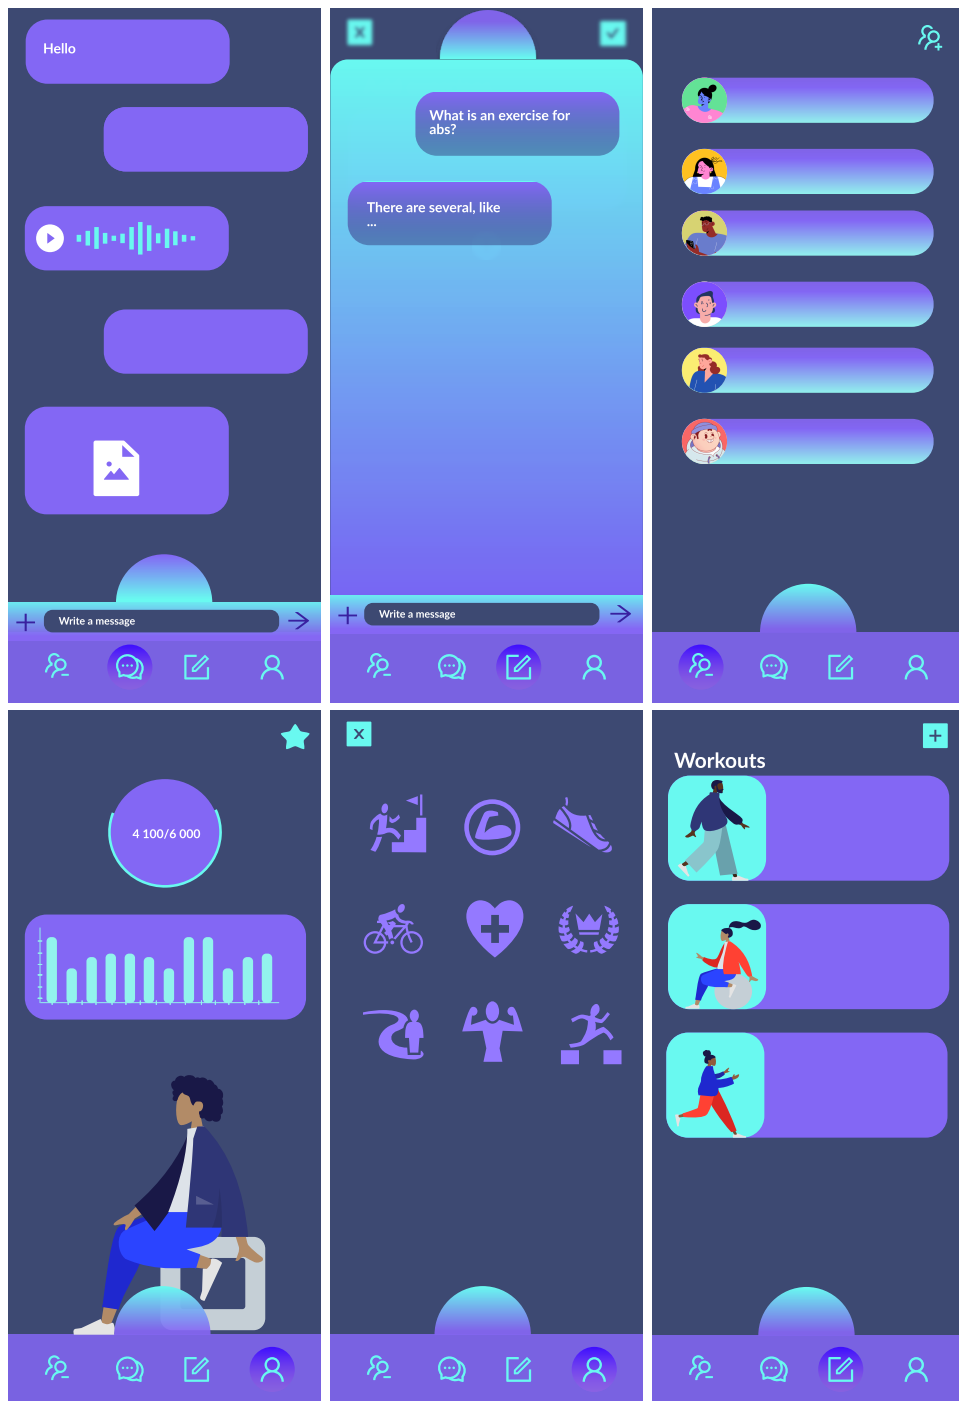 Hello
Write a message
What is an exercise for
abs?
There are several, like
...
Write a message
4 100/6 000
Workouts